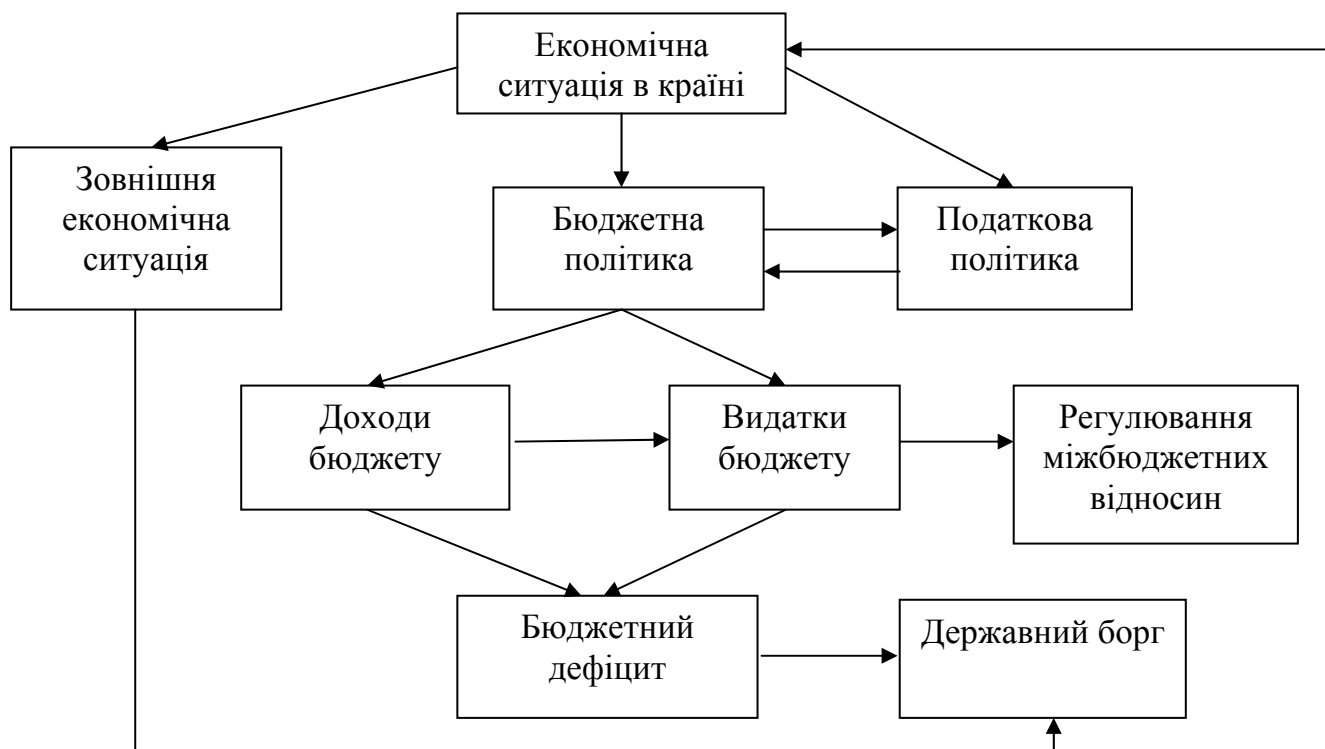 Економічна
ситуація в країні
Зовнішня
економічна
ситуація
Бюджетна
політика
Податкова
політика
Доходи
бюджету
Видатки
бюджету
Регулювання
міжбюджетних
відносин
Бюджетний
дефіцит
Державний борг